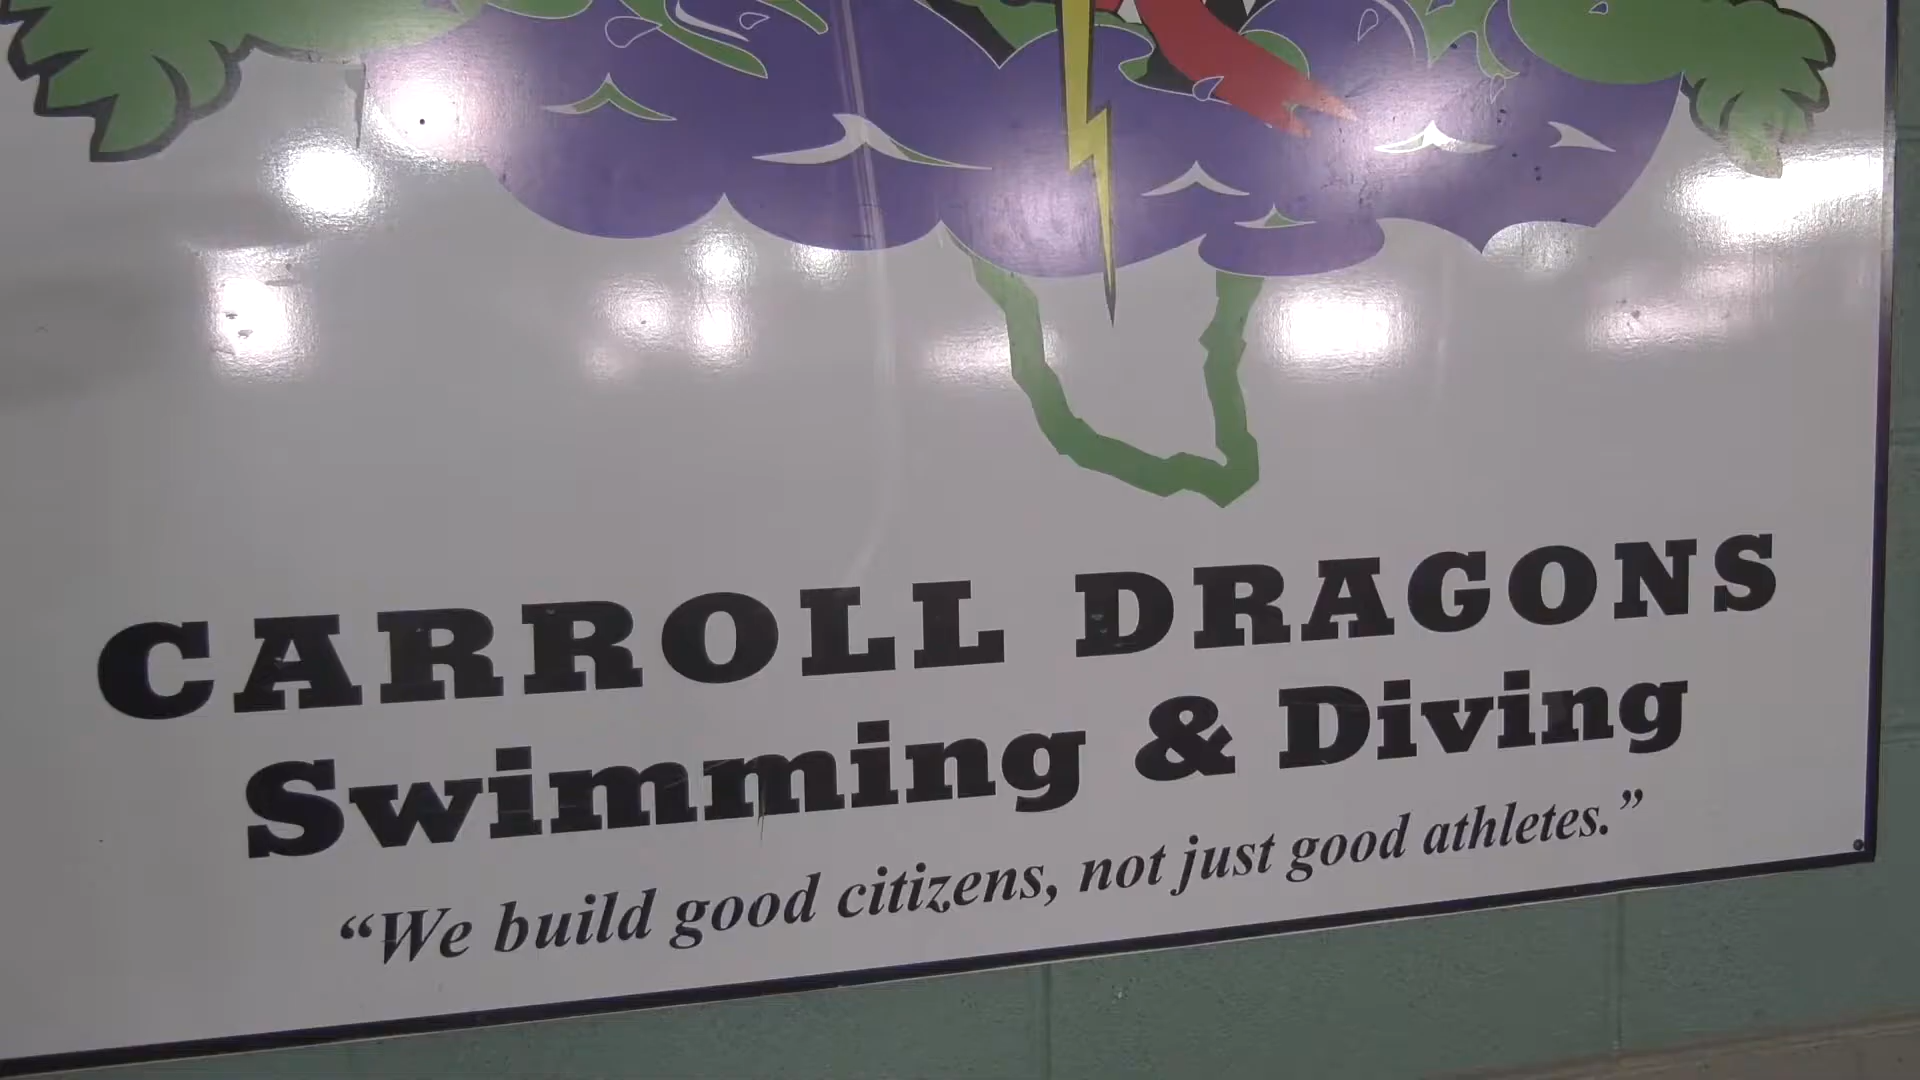 CARROLL DRAGONS
Swimming & Diving
“We build good citizens, not just good athletes.”